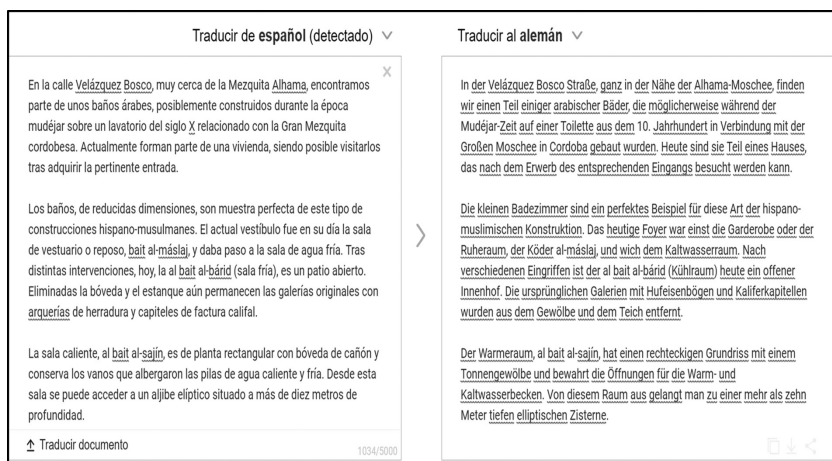 Traducir de español (detectado)
En la calle Velázquez Bosco, muy cerca de la Mezquita Alhama, encontramos
parte de unos baños árabes, posiblemente construidos durante la época
mudéjar sobre un lavatorio del siglo X relacionado con la Gran Mezquita
cordobesa. Actualmente forman parte de una vivienda, siendo posible visitarlos
tras adquirir la pertinente entrada.
Los baños, de reducidas dimensiones, son muestra perfecta de este tipo de
construcciones hispano-musulmanes. El actual vestíbulo fue en su día la sala
de vestuario o reposo, bait al-máslaj, y daba paso a la sala de agua fría. Tras
distintas intervenciones, hoy, la al bait al-bárid (sala fría), es un patio abierto.
Eliminadas la bóveda y el estanque aún permanecen las galerías originales con
arquerías de herradura y capiteles de factura califal.
La sala caliente, al bait al-sajín, es de planta rectangular con bóveda de cañón y
conserva los vanos que albergaron las pilas de agua caliente y fría. Desde esta
sala se puede acceder a un aljibe elíptico situado a más de diez metros de
profundidad.
Traducir documento
1034/5000
Traducir al alemán
In der Velázquez Bosco Straße, ganz in der Nähe der Alhama-Moschee, finden
wir einen Teil einiger arabischer Bäder, die möglicherweise während der
Mudéjar-Zeit auf einer Toilette aus dem 10. Jahrhundert in Verbindung mit der
Großen Moschee in Cordoba gebaut wurden. Heute sind sie Teil eines Hauses,
das nach dem Erwerb des entsprechenden Eingangs besucht werden kann.
Die kleinen Badezimmer sind ein perfektes Beispiel für diese Art der hispano-
muslimischen Konstruktion. Das heutige Foyer war einst die Garderobe oder der
Ruheraum, der Köder al-máslaj, und wich dem Kaltwasserraum. Nach
verschiedenen Eingriffen ist der al bait al-bárid (Kühlraum) heute ein offener
Innenhof. Die ursprünglichen Galerien mit Hufeisenbögen und Kaliferkapitellen
wurden aus dem Gewölbe und dem Teich entfernt.
Der Warmeraum, al bait al-sajín, hat einen rechteckigen Grundriss mit einem
Tonnengewölbe und bewahrt die Öffnungen für die Warm- und
Kaltwasserbecken. Von diesem Raum aus gelangt man zu einer mehr als zehn
Meter tiefen elliptischen Zisterne.